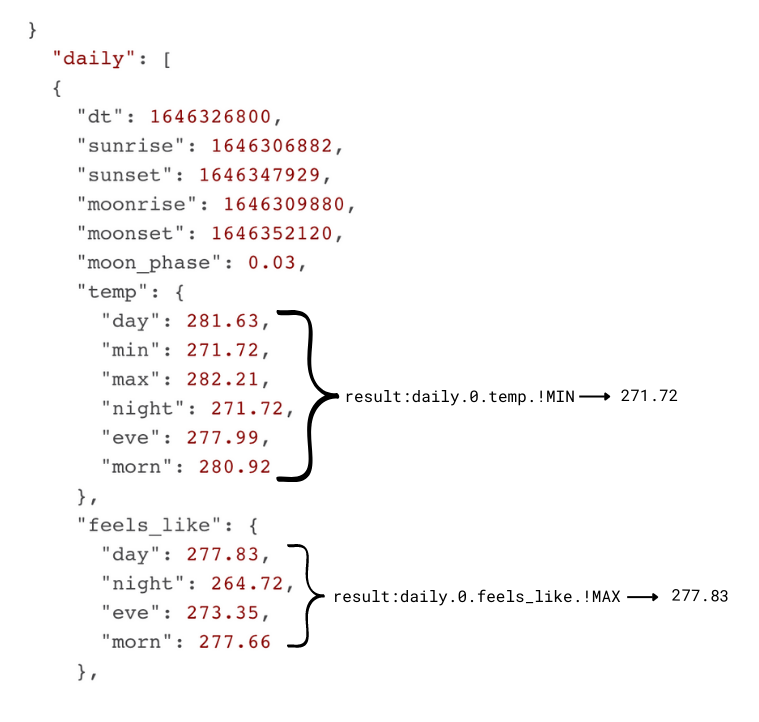 }
"daily": [
{
"dt": 1646326800,
"sunrise": 1646306882,
"sunset": 1646347929,
"moonrise": 1646309880,
"moonset": 1646352120,
"moon_phase": 0.03,
"temp": {
"day": 281.63,
"min": 271.72,
"max": 282.21,
result:daily.0.temp.!MIN → 271.72
"night": 271.72,
"eve": 277.99,
"morn": 280.92
},
"feels_like": {
"day": 277.83,
"night": 264.72,
result:daily.0.feels_like.!MAX → 277.83
"eve": 273.35,
"morn": 277.66
},